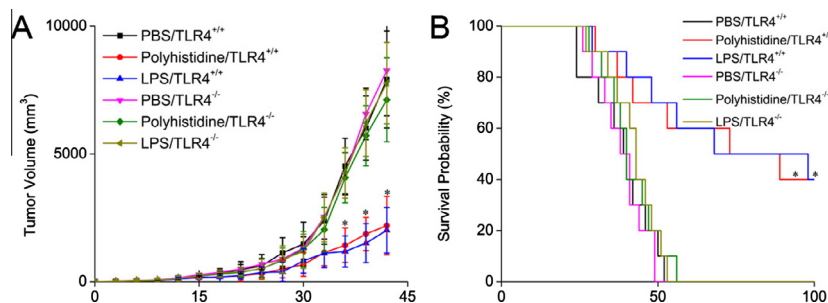 A
Tumor Volume (mm³)
10000
5000
0
0 15 30 45
PBS/TLR4+/+
Polyhistidine/TLR4+/+
LPS/TLR4+/+
PBS/TLR4-/-
Polyhistidine/TLR4-/-
LPS/TLR4-/-
* * *
B
Survival Probability (%)
100
80
60
40
20
0
0 50 100
PBS/TLR4+/+
Polyhistidine/TLR4+/+
LPS/TLR4+/+
PBS/TLR4-/-
Polyhistidine/TLR4-/-
LPS/TLR4-/-
* *